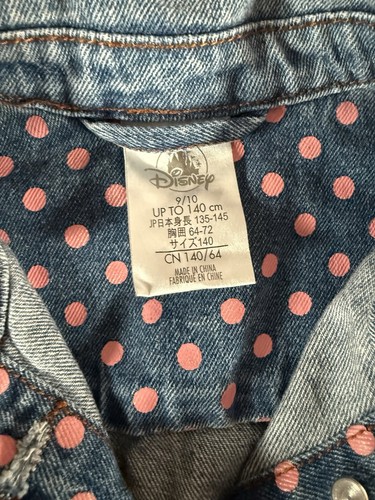 Disney
9/10
UP TO 140 cm
JP日本身長 135-145
胸囲 64-72
サイズ140
CN 140/64
MADE IN CHINA
FABRIQUÉ EN CHINE